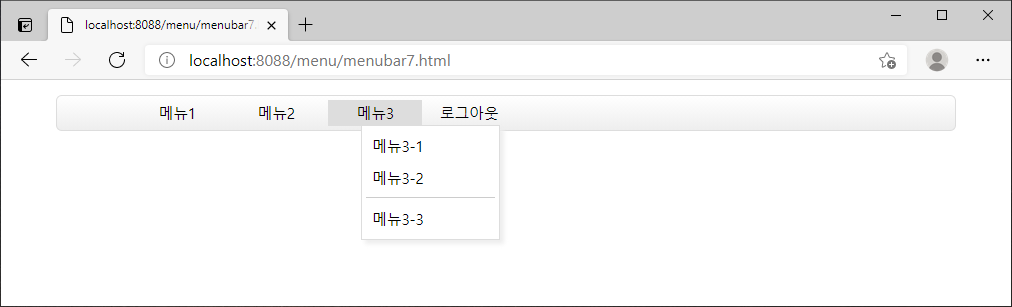 localhost:8088/menu/menubar7.
localhost:8088/menu/menubar7.html
메뉴1 메뉴2 메뉴3 로그아웃
메뉴3-1
메뉴3-2
메뉴3-3